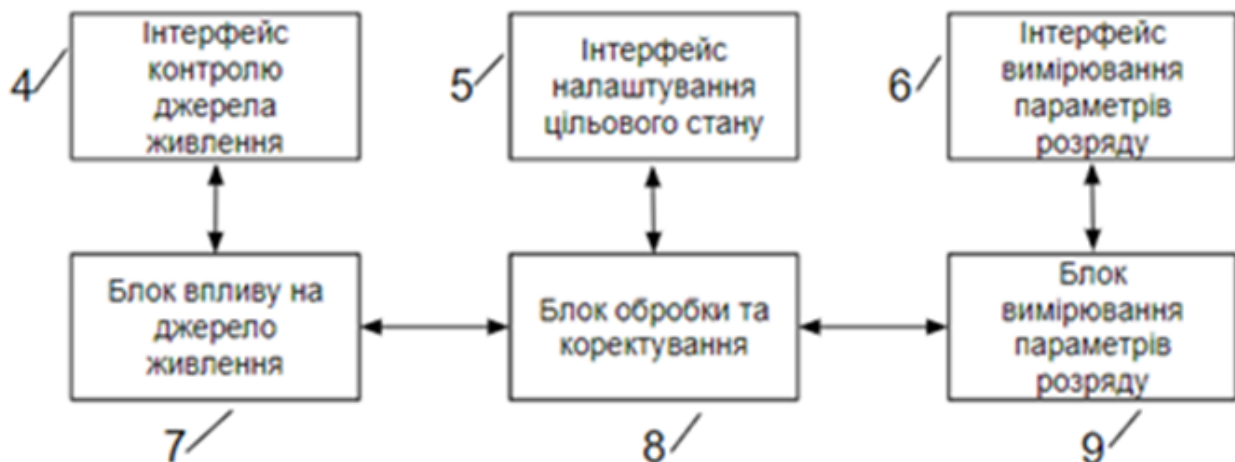 4
Інтерфейс
контролю
джерела
живлення
5
Інтерфейс
налаштування
цільового стану
6
Інтерфейс
вимірювання
параметрів
розряду
Блок впливу на
джерело
живлення
7
Блок обробки та
коректування
8
Блок
вимірювання
параметрів
розряду
9